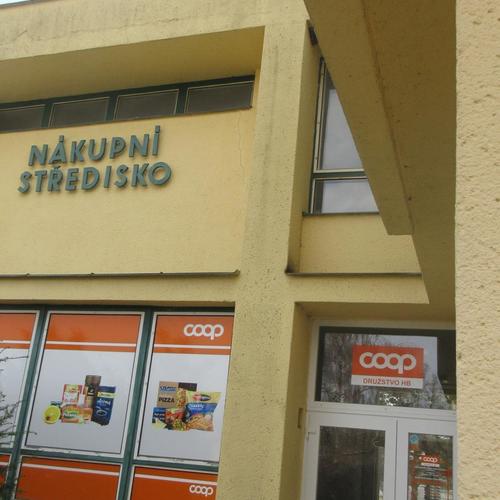 NÁKUPNÍ
STŘEDISKO
coop
PIZZA
coop
DRUŽSTVO HB
coop
coop